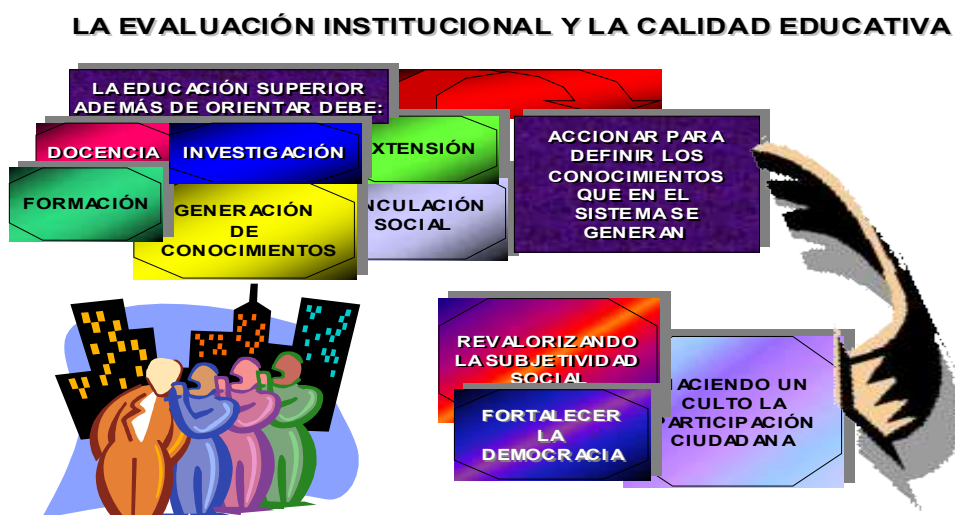 LA EVALUACIÓN INSTITUCIONAL Y LA CALIDAD EDUCATIVA
LA EDUCACIÓN SUPERIOR
ADEMÁS DE ORIENTAR DEBE:
DOCENCIA
INVESTIGACIÓN
EXTENSIÓN
FORMACIÓN
GENERACIÓN
DE
CONOCIMIENTOS
VINCULACIÓN
SOCIAL
ACCIONAR PARA
DEFINIR LOS
CONOCIMIENTOS
QUE EN EL
SISTEMA SE
GENERAN
REVALORIZANDO
LA SUBJETIVIDAD
SOCIAL
FORTALECER
LA
DEMOCRACIA
HACIENDO UN
CULTO LA
PARTICIPACIÓN
CIUDADANA